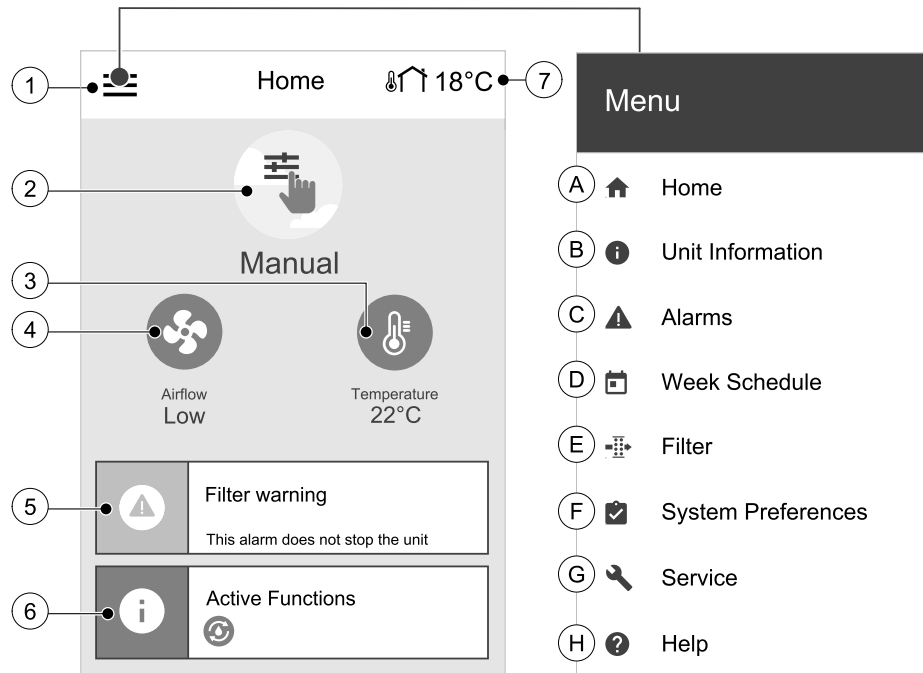 1
Home
18°C
7
2
Manual
3
4
Airflow
Low
Temperature
22°C
5
Filter warning
This alarm does not stop the unit
6
Active Functions
Menu
A Home
B Unit Information
C Alarms
D Week Schedule
E Filter
F System Preferences
G Service
H Help